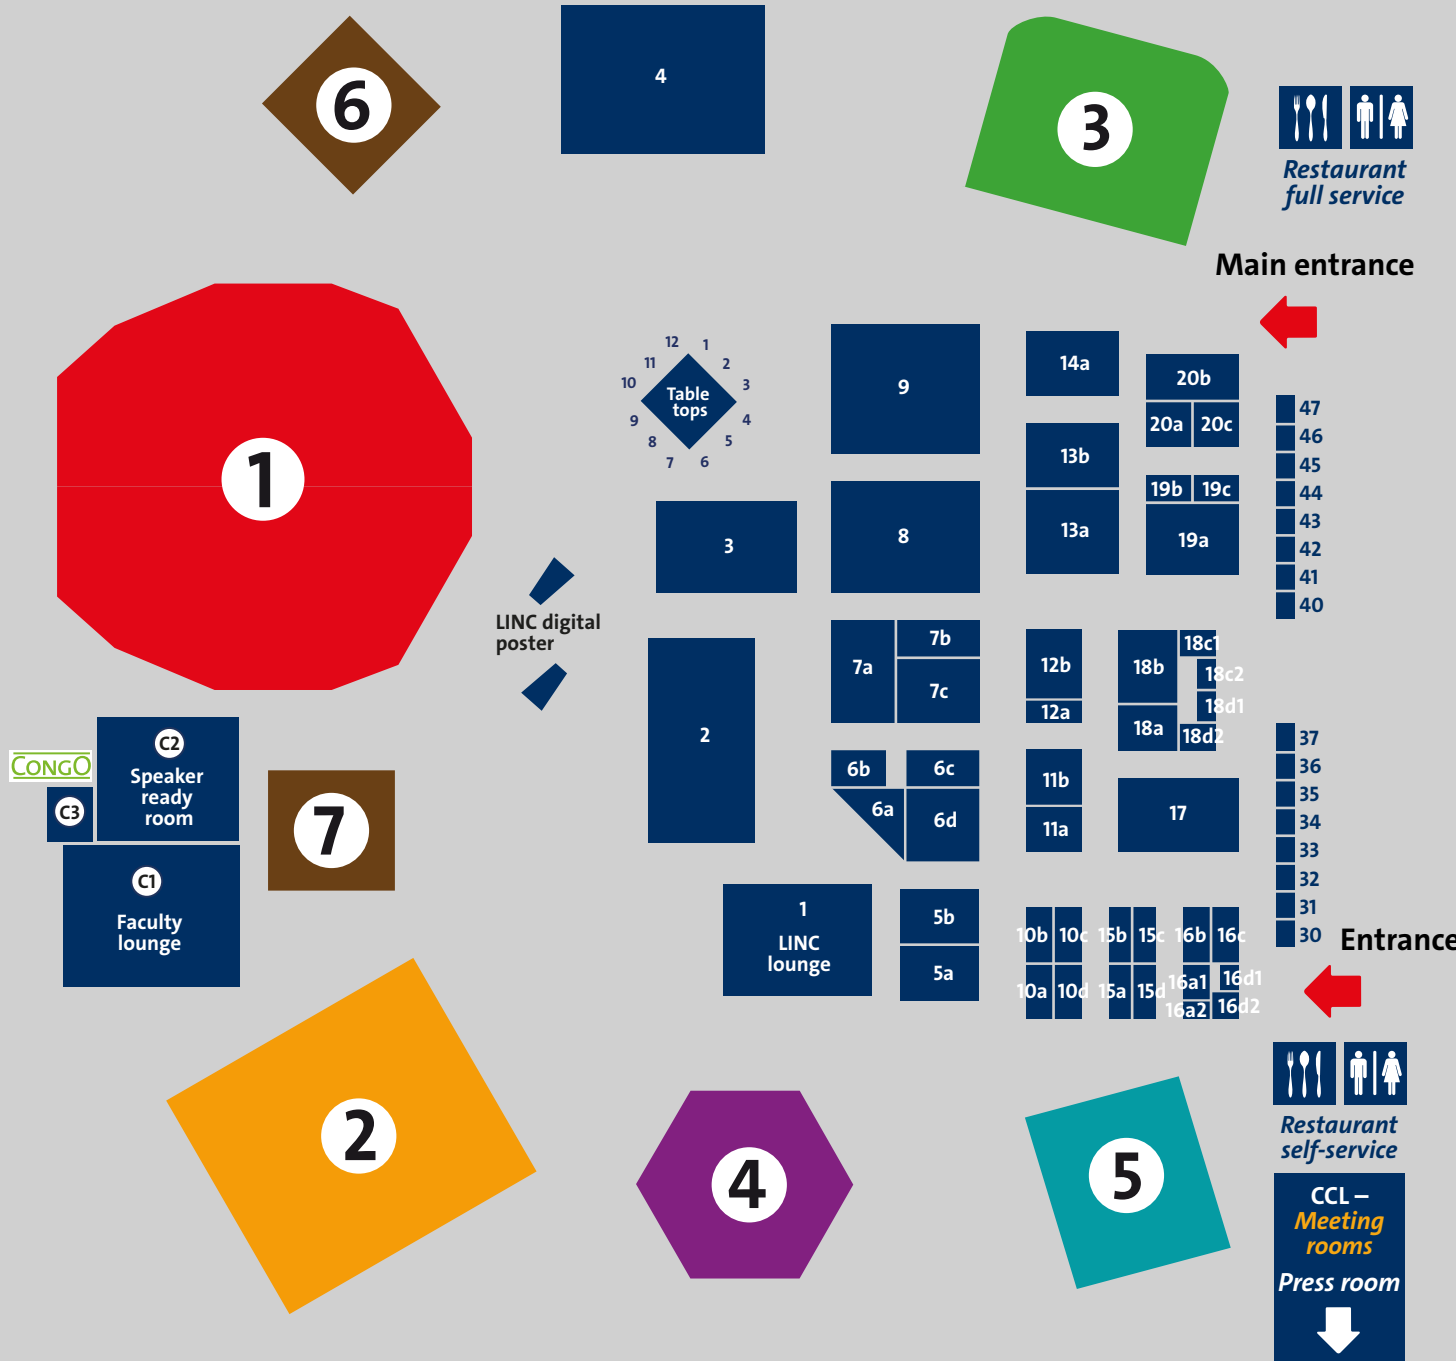 6
4
3
Restaurant
full service
Main entrance
1
12
1
11
2
10
3
9
4
8
5
7
6
Table
tops
9
14a
20b
20a
20c
13b
13a
19b
19c
19a
47
46
45
44
43
42
41
40
3
8
LINC digital
poster
2
7a
7b
7c
12b
12a
18b
18a
18c1
18c2
18d1
18d2
6b
6c
6a
6d
11b
11a
17
37
36
35
34
33
32
31
30
Entrance
CONGO
C2
Speaker
ready
room
C3
C1
Faculty
lounge
7
1
LINC
lounge
5b
5a
10b
10c
15b
15c
16b
16c
10a
10d
15a
15d
16a1
16d1
16a2
16d2
2
4
5
Restaurant
self-service
CCL –
Meeting
rooms
Press room